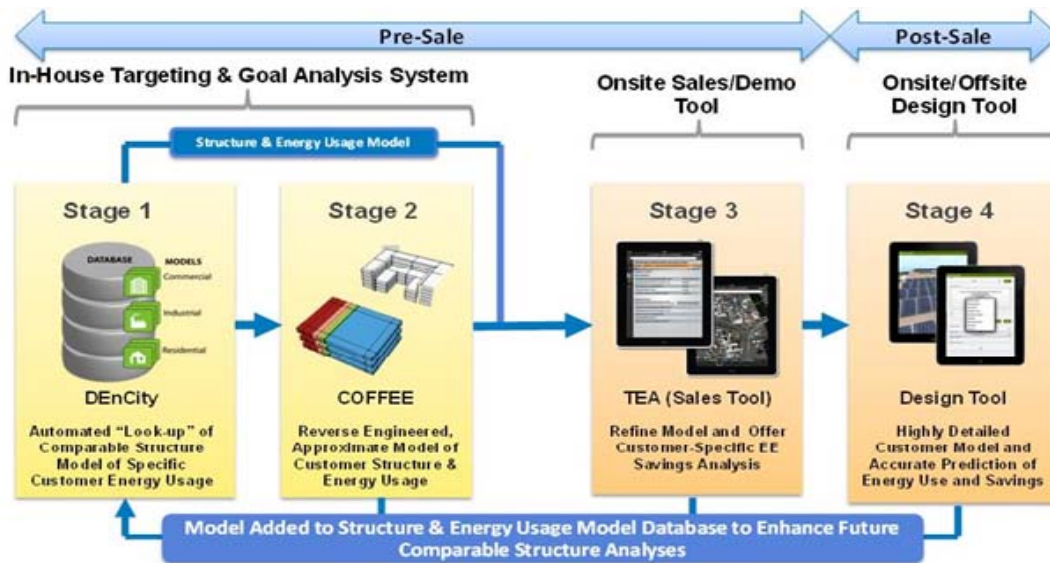 Pre-Sale
Post-Sale
In-House Targeting & Goal Analysis System
Onsite Sales/Demo
Tool
Onsite/Offsite
Design Tool
Structure & Energy Usage Model
Stage 1
DATABASE
MODELS
Commercial
Industrial
Residential
DEnCity
Automated “Look-up” of
Comparable Structure
Model of Specific
Customer Energy Usage
Stage 2
COFFEE
Reverse Engineered,
Approximate Model of
Customer Structure &
Energy Usage
Stage 3
TEA (Sales Tool)
Refine Model and Offer
Customer-Specific EE
Savings Analysis
Stage 4
Design Tool
Highly Detailed
Customer Model and
Accurate Prediction of
Energy Use and Savings
Model Added to Structure & Energy Usage Model Database to Enhance Future
Comparable Structure Analyses